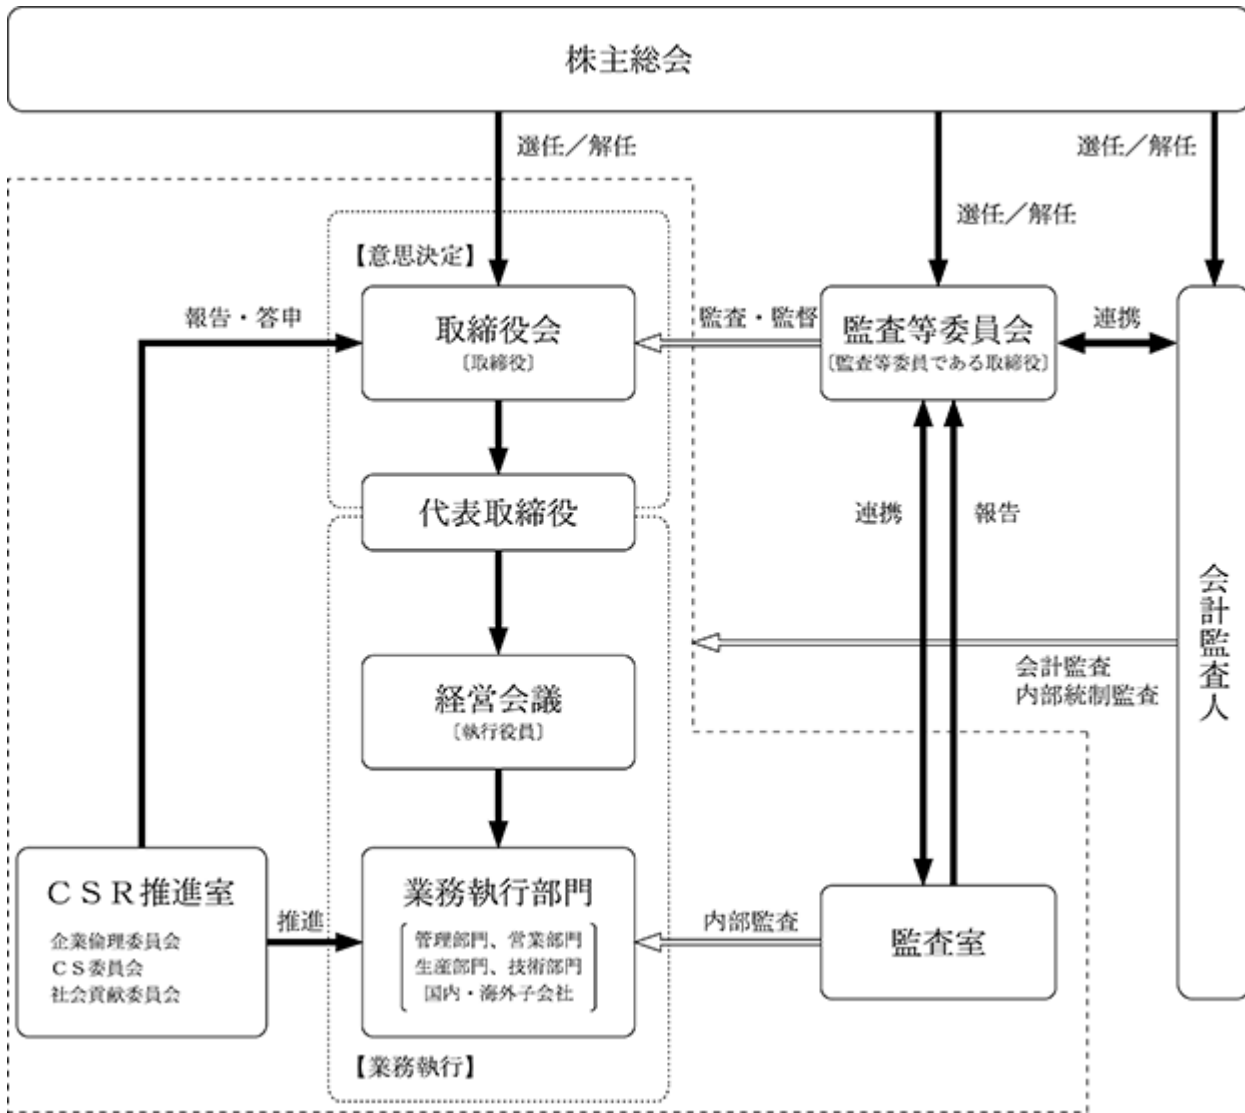 株主総会
選任／解任
選任／解任
選任／解任
【意思決定】
報告・答申
取締役会
〔取締役〕
監査・監督
監査等委員会
〔監査等委員である取締役〕
連携
代表取締役
連携
報告
会計監査人
会計監査
内部統制監査
経営会議
〔執行役員〕
ＣＳＲ推進室
企業倫理委員会
ＣＳ委員会
社会貢献委員会
推進
業務執行部門
管理部門、営業部門
生産部門、技術部門
国内・海外子会社
内部監査
監査室
【業務執行】